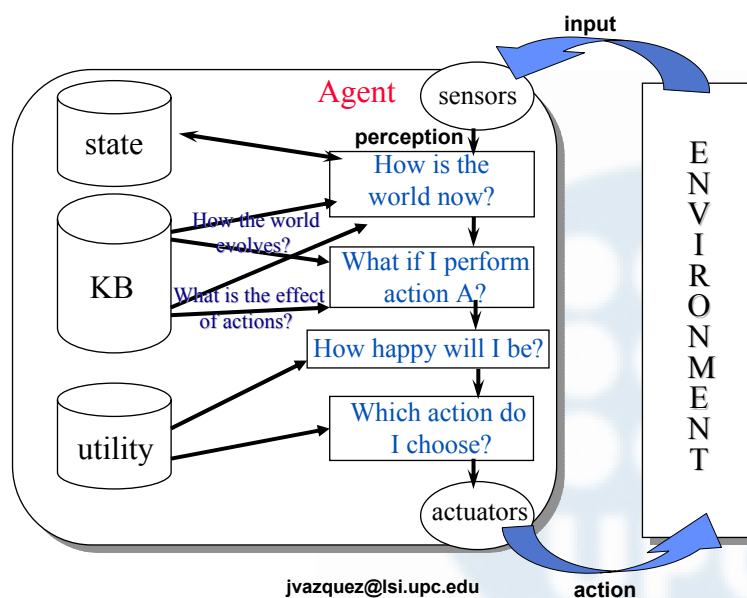 input
Agent
sensors
state
perception
How is the
world now?
How the world
evolves?
KB
What if I perform
action A?
What is the effect
of actions?
How happy will I be?
utility
Which action do
I choose?
actuators
ENVIRONMENT
jvazquez@lsi.upc.edu
action